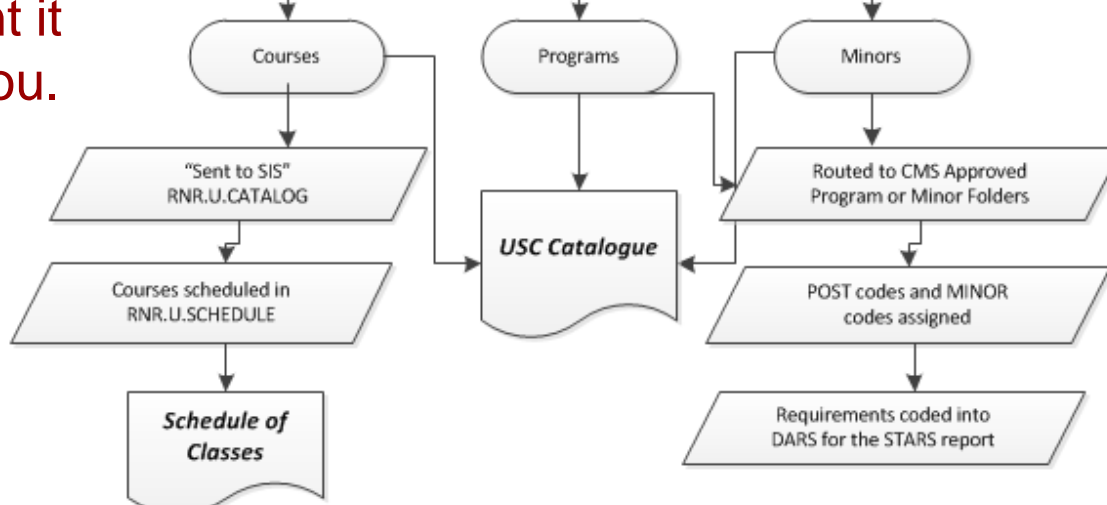 nt it
ou.
Courses
Programs
Minors
"Sent to SIS"
RNR.U.CATALOG
Routed to CMS Approved
Program or Minor Folders
USC Catalogue
Courses scheduled in
RNR.U.SCHEDULE
POST codes and MINOR
codes assigned
Schedule of
Classes
Requirements coded into
DARS for the STARS report